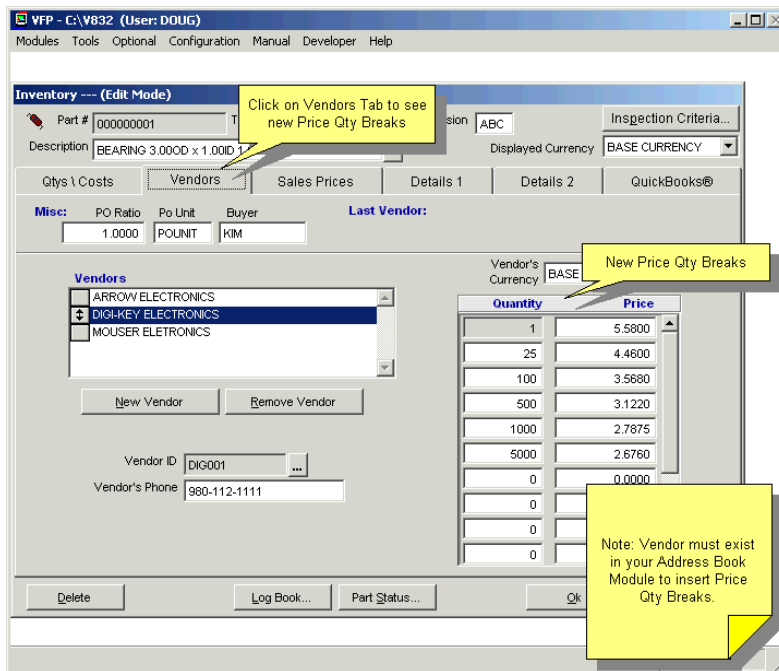 VFP - C:\V832 (User: DOUG)
Modules Tools Optional Configuration Manual Developer Help
Inventory --- (Edit Mode)
Click on Vendors Tab to see
new Price Qty Breaks
Part # 000000001 ABC Inspection Criteria...
Description BEARING 3.00OD x 1.00ID Displayed Currency BASE CURRENCY
Qtys \ Costs Vendors Sales Prices Details 1 Details 2 QuickBooks®
Misc: PO Ratio Po Unit Buyer Last Vendor:
1.0000 POUNIT KIM
Vendor's
Currency BASE
New Price Qty Breaks
Vendors
ARROW ELECTRONICS
DIGI-KEY ELECTRONICS
MOUSER ELETRONICS
New Vendor Remove Vendor
Vendor ID DIG001 ...
Vendor's Phone 980-112-1111
Quantity Price
1 5.5800
25 4.4600
100 3.5680
500 3.1220
1000 2.7875
5000 2.6760
0 0.0000
0
0
0
Note: Vendor must exist
in your Address Book
Module to insert Price
Qty Breaks.
Delete Log Book... Part Status... Ok